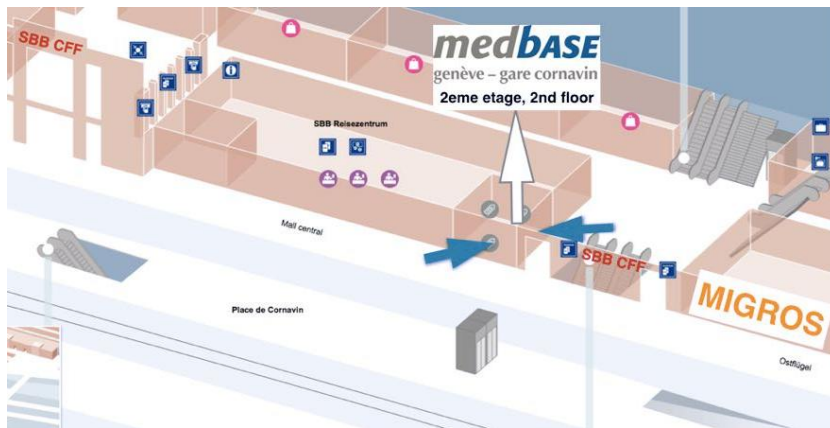 SBB CFF
medbase
genève – gare cornavin
2eme etage, 2nd floor
SBB Reisezentrum
Mall central
SBB CFF
MIGROS
Place de Cornavin
Ostflügel